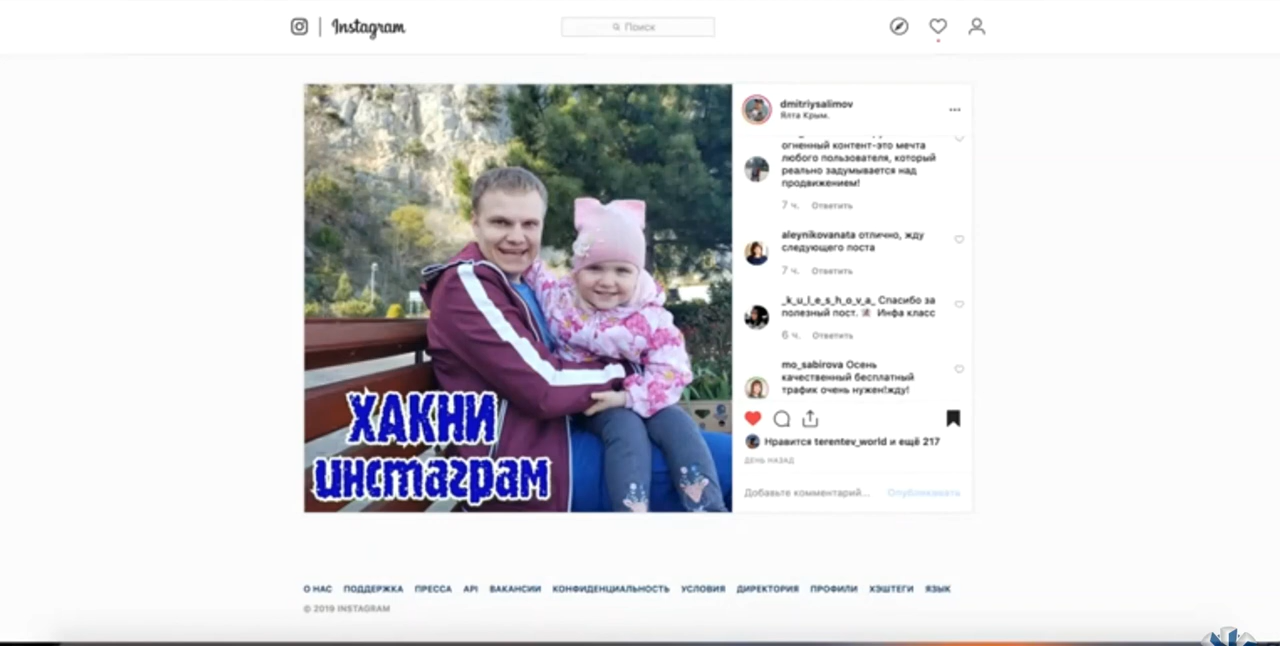 Instagram
Поиск
dmitriysalimov
Ялта Крым.
огненный контент-это мечта
любого пользователя, который
реально задумывается над
продвижением!
7 ч. Ответить
aleynikovanata отлично, жду
следующего поста
7 ч. Ответить
_k_u_l_e_s_h_o_v_a_ Спасибо за
полезный пост. Инфа класс
6 ч. Ответить
mo_sabirova Осень
качественный бесплатный
трафик очень нужен!жду!
Нравится terentev_world и ещё 217
ДЕНЬ НАЗАД
Добавьте комментарий... Опубликовать
ХАКНИ
инстаграм
О НАС ПОДДЕРЖКА ПРЕССА API ВАКАНСИИ КОНФИДЕНЦИАЛЬНОСТЬ УСЛОВИЯ ДИРЕКТОРИЯ ПРОФИЛИ ХЭШТЕГИ ЯЗЫК
© 2019 INSTAGRAM